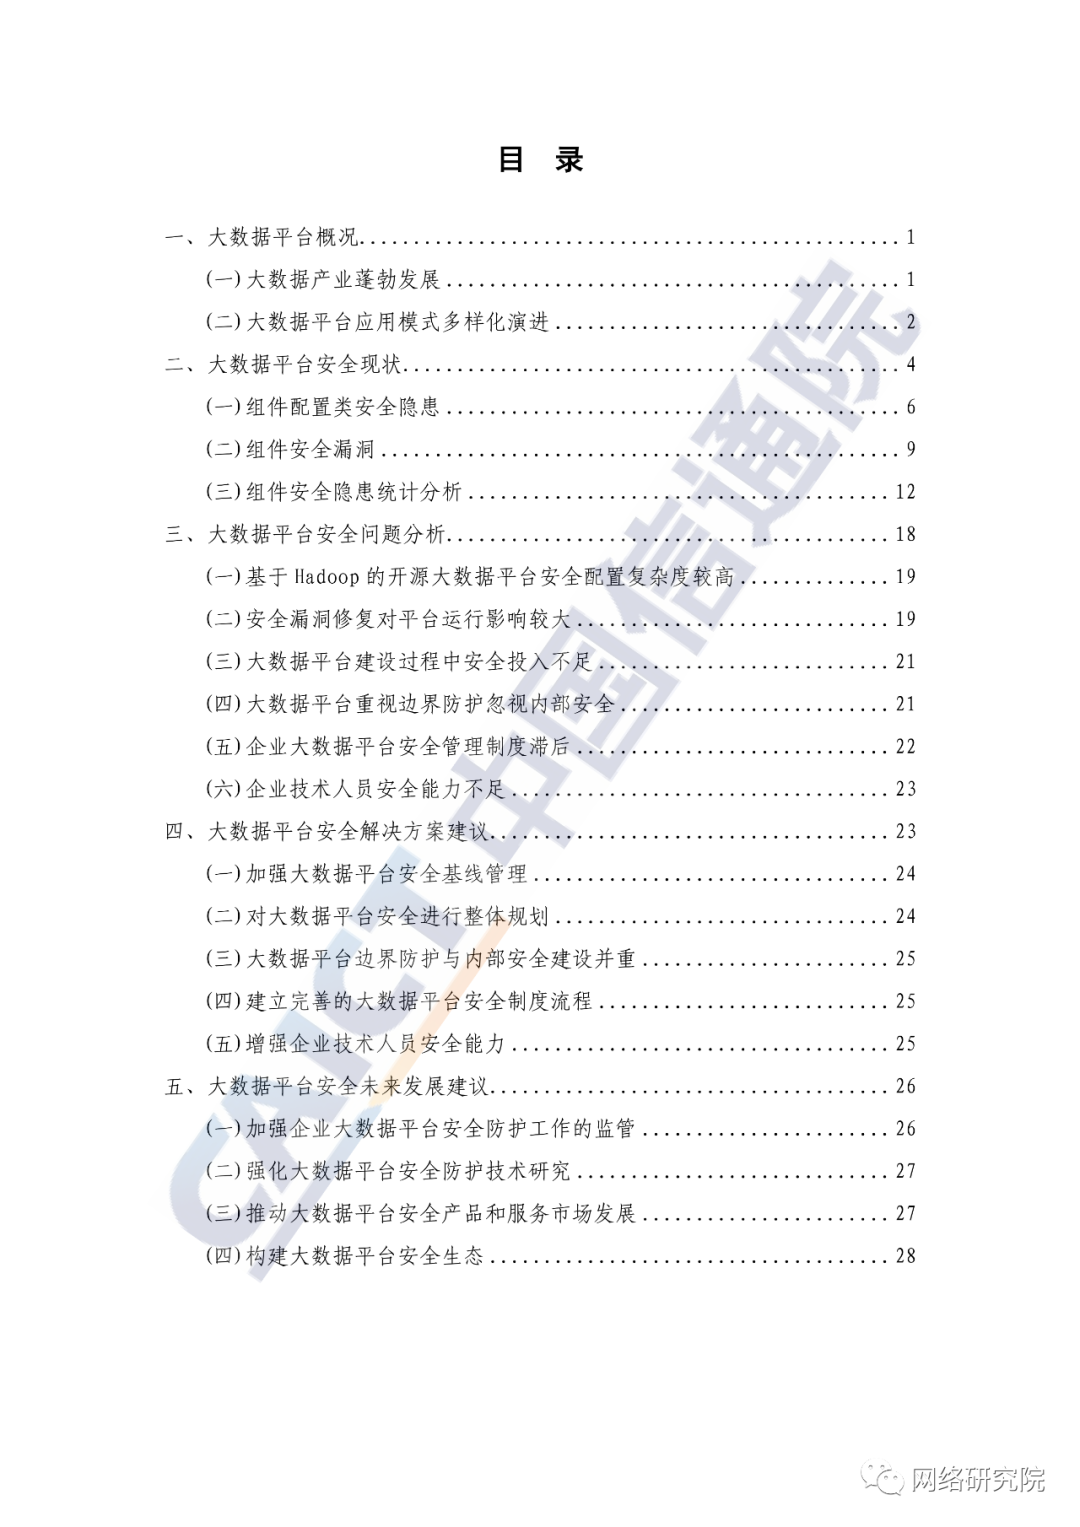 目 录
一、大数据平台概况.................................................. 1
(一)大数据产业蓬勃发展.......................................... 1
(二)大数据平台应用模式多样化演进................................ 2
二、大数据平台安全现状.............................................. 4
(一)组件配置类安全隐患.......................................... 6
(二)组件安全漏洞................................................ 9
(三)组件安全隐患统计分析....................................... 12
三、大数据平台安全问题分析......................................... 18
(一)基于 Hadoop 的开源大数据平台安全配置复杂度较高.............. 19
(二)安全漏洞修复对平台运行影响较大............................. 19
(三)大数据平台建设过程中安全投入不足........................... 21
(四)大数据平台重视边界防护忽视内部安全......................... 21
(五)企业大数据平台安全管理制度滞后............................. 22
(六)企业技术人员安全能力不足................................... 23
四、大数据平台安全解决方案建议..................................... 23
(一)加强大数据平台安全基线管理................................. 24
(二)对大数据平台安全进行整体规划............................... 24
(三)大数据平台边界防护与内部安全建设并重....................... 25
(四)建立完善的大数据平台安全制度流程........................... 25
(五)增强企业技术人员安全能力................................... 25
五、大数据平台安全未来发展建议..................................... 26
(一)加强企业大数据平台安全防护工作的监管....................... 26
(二)强化大数据平台安全防护技术研究............................. 27
(三)推动大数据平台安全产品和服务市场发展....................... 27
(四)构建大数据平台安全生态..................................... 28
CAICT 中国信通院
网络研究院